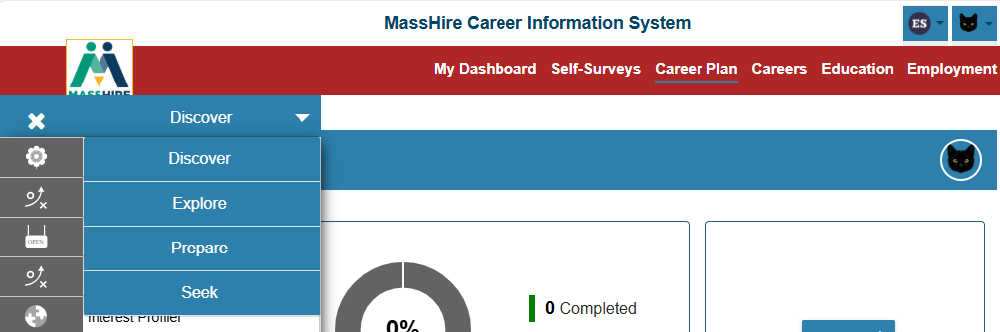 MassHire Career Information System
ES
MASSHIRE
My Dashboard Self-Surveys Career Plan Careers Education Employment
Discover
Discover
Explore
OPEN
Prepare
Seek
0 Completed
Interest Profiler
0%